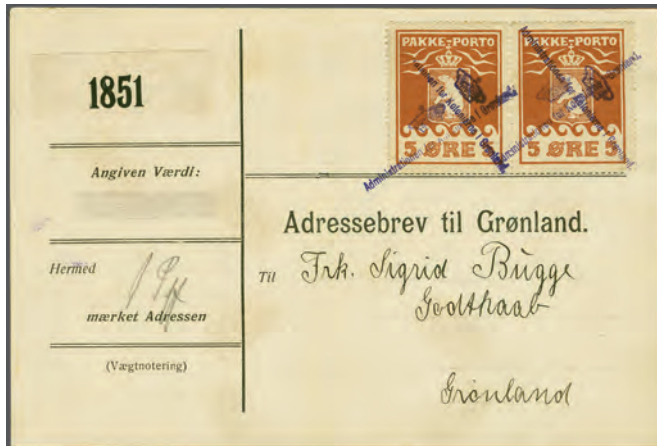 PAKKE-PORTO PAKKE-PORTO
5 ØRE 5 5 ØRE 5
1851
Angiven Værdi:
Adressebrev til Grønland.
Hermed
mærket Adressen
(Vægtnotering)
Til Frk. Sigrid Bugge
Godthaab
Grønland